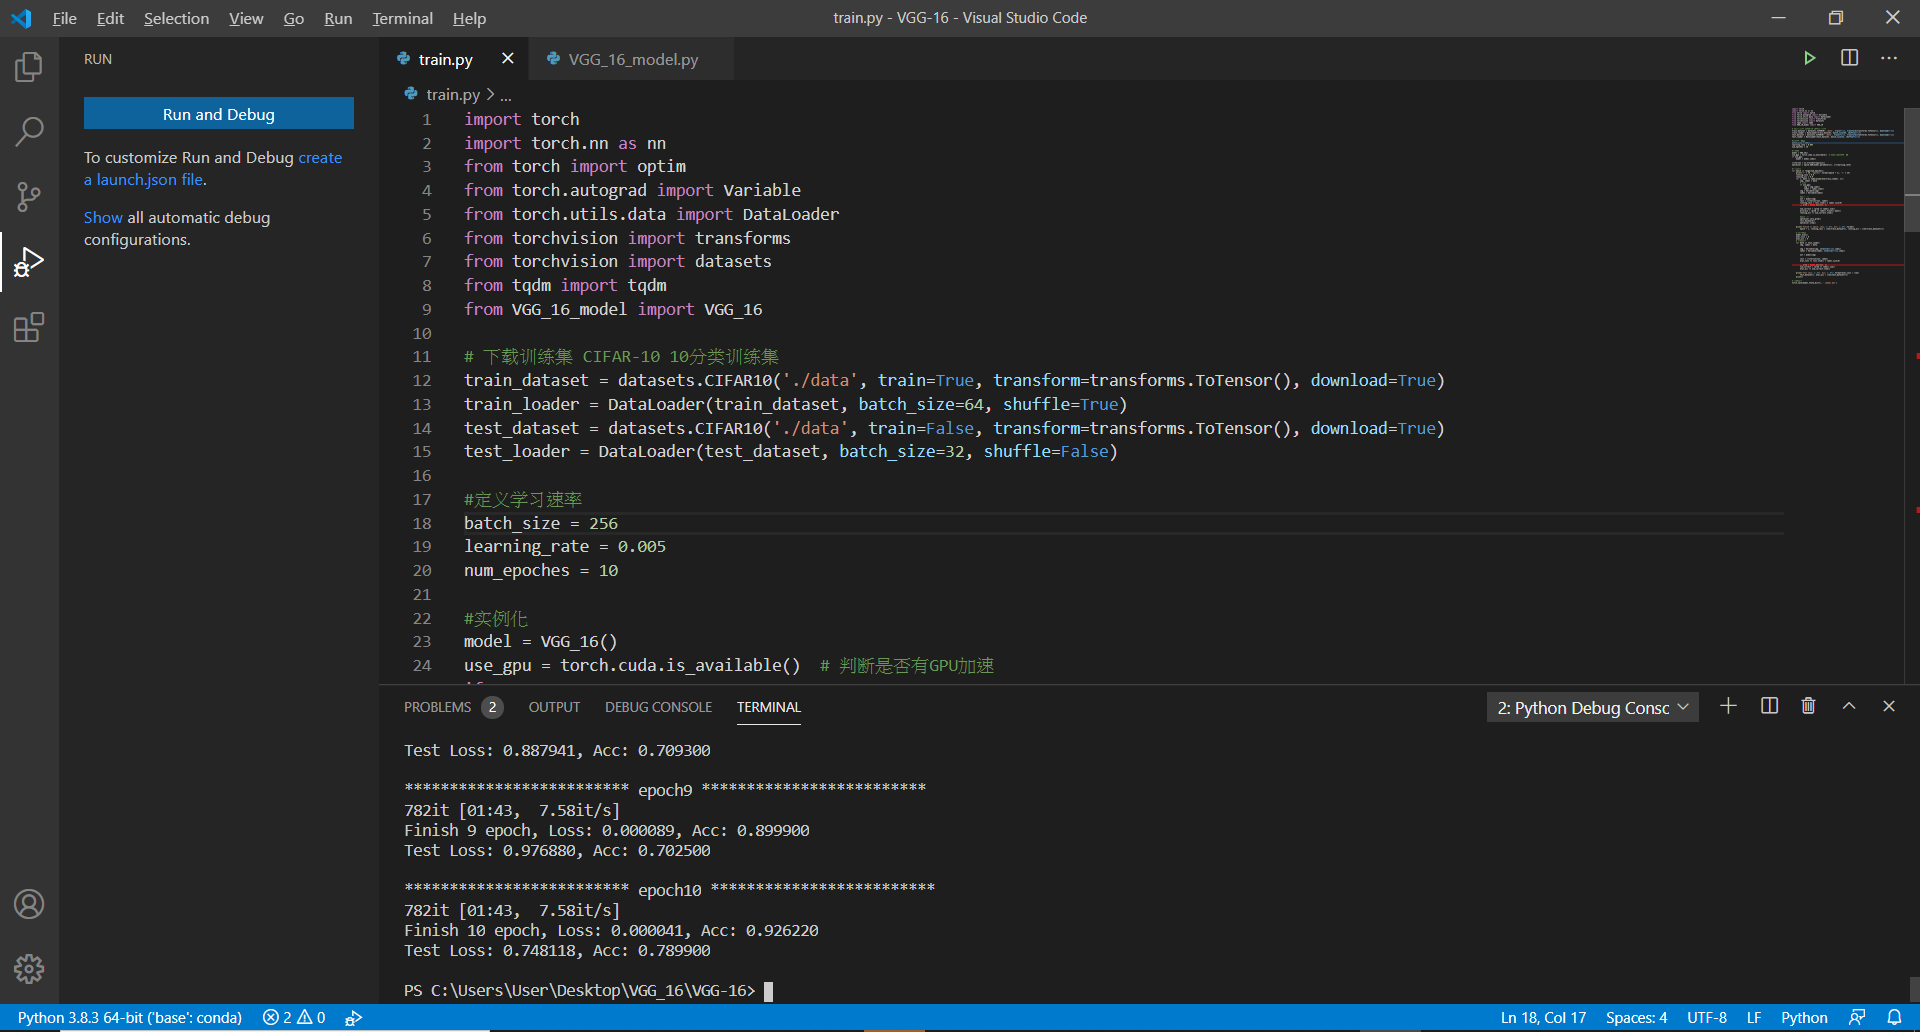 File Edit Selection View Go Run Terminal Help
train.py - VGG-16 - Visual Studio Code
RUN
Run and Debug
To customize Run and Debug create
a launch.json file.
Show all automatic debug
configurations.
train.py
VGG_16_model.py
train.py > ...
1 import torch
2 import torch.nn as nn
3 from torch import optim
4 from torch.autograd import Variable
5 from torch.utils.data import DataLoader
6 from torchvision import transforms
7 from torchvision import datasets
8 from tqdm import tqdm
9 from VGG_16_model import VGG_16
10
11 # 下载训练集 CIFAR-10 10分类训练集
12 train_dataset = datasets.CIFAR10('./data', train=True, transform=transforms.ToTensor(), download=True)
13 train_loader = DataLoader(train_dataset, batch_size=64, shuffle=True)
14 test_dataset = datasets.CIFAR10('./data', train=False, transform=transforms.ToTensor(), download=True)
15 test_loader = DataLoader(test_dataset, batch_size=32, shuffle=False)
16
17 #定义学习速率
18 batch_size = 256
19 learning_rate = 0.005
20 num_epoches = 10
21
22 #实例化
23 model = VGG_16()
24 use_gpu = torch.cuda.is_available()  # 判断是否有GPU加速
PROBLEMS 2 OUTPUT DEBUG CONSOLE TERMINAL
2: Python Debug Consc
Test Loss: 0.887941, Acc: 0.709300
************************* epoch9 *************************
782it [01:43,  7.58it/s]
Finish 9 epoch, Loss: 0.000089, Acc: 0.899900
Test Loss: 0.976880, Acc: 0.702500
************************* epoch10 *************************
782it [01:43,  7.58it/s]
Finish 10 epoch, Loss: 0.000041, Acc: 0.926220
Test Loss: 0.748118, Acc: 0.789900
PS C:\Users\User\Desktop\VGG_16\VGG-16>
Python 3.8.3 64-bit ('base': conda) 2 0
Ln 18, Col 17 Spaces: 4 UTF-8 LF Python